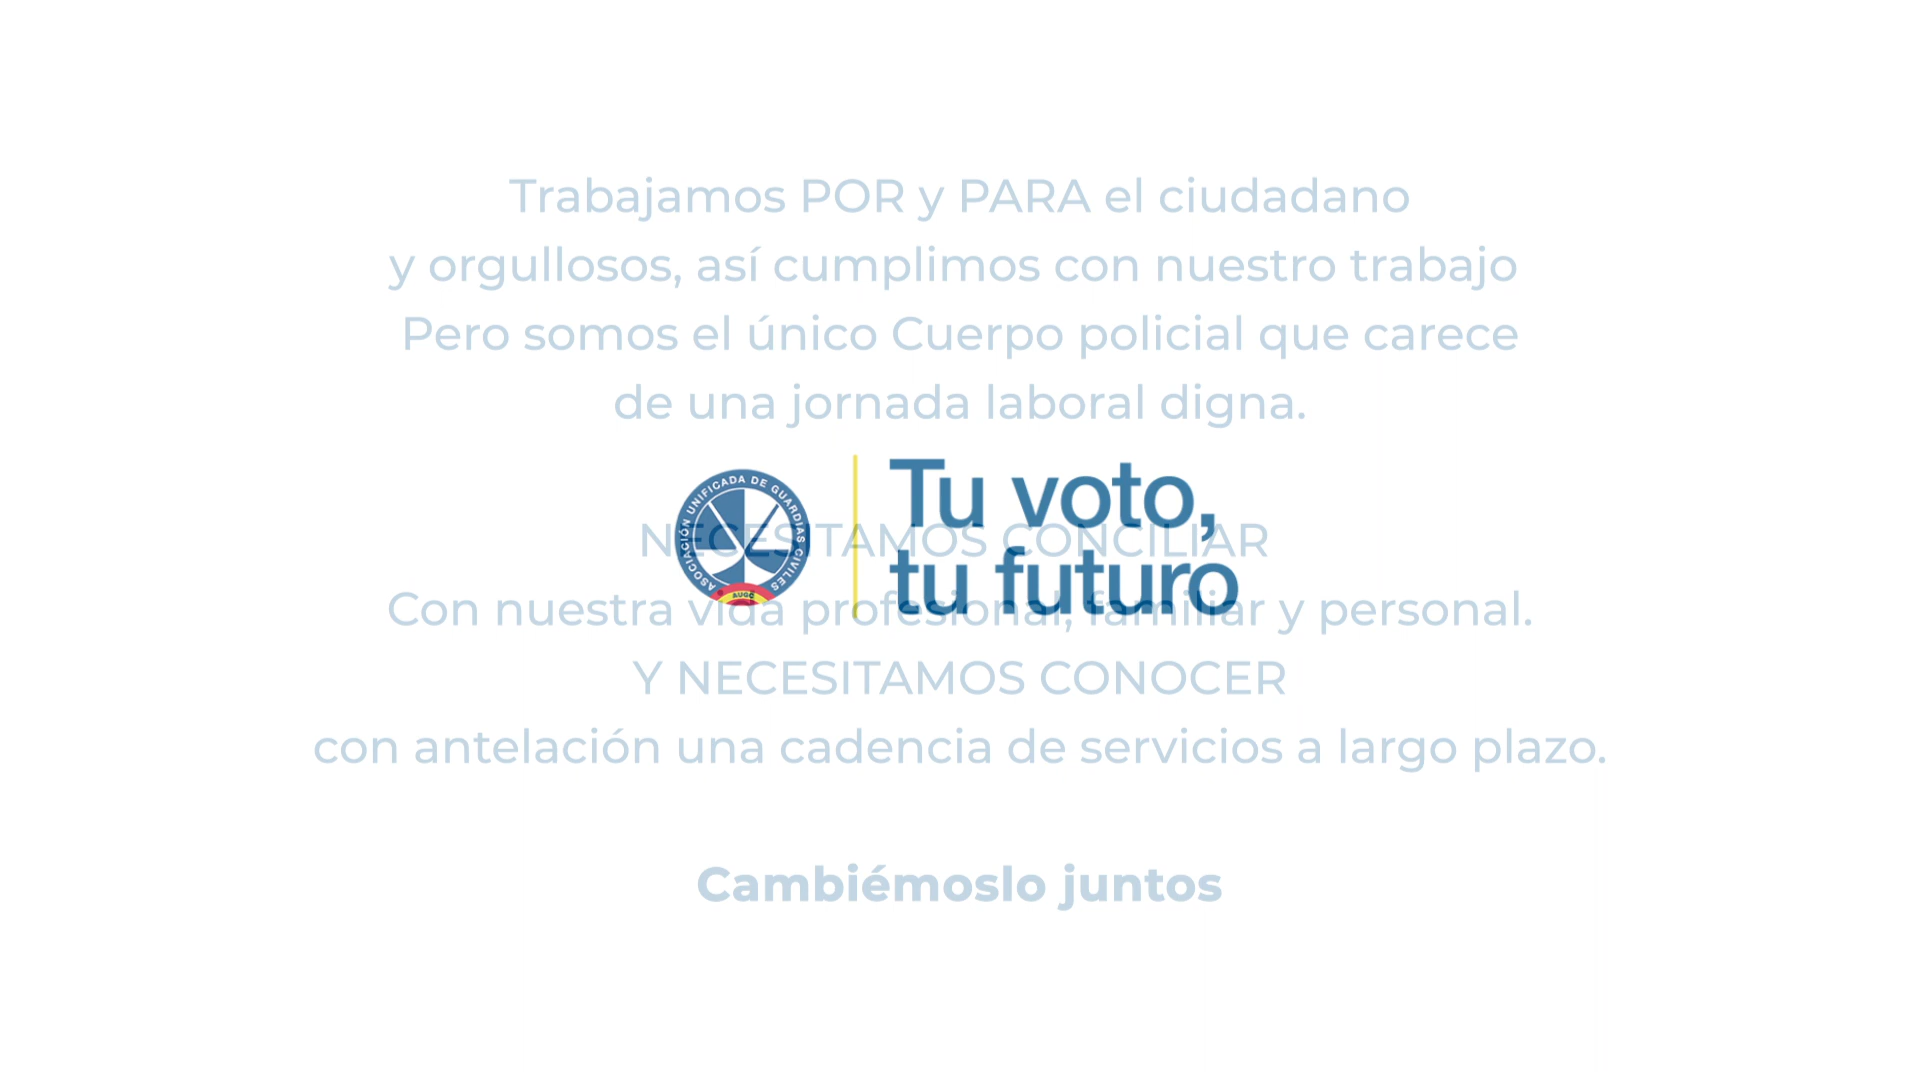 Trabajamos POR y PARA el ciudadano
y orgullosos, así cumplimos con nuestro trabajo
Pero somos el único Cuerpo policial que carece
de una jornada laboral digna.
ASOCIACIÓN UNIFICADA DE GUARDIAS CIVILES
AUGC
Tu voto,
tu futuro
NECESITAMOS CONCILIAR
Con nuestra vida profesional, familiar y personal.
Y NECESITAMOS CONOCER
con antelación una cadencia de servicios a largo plazo.
Cambiémoslo juntos